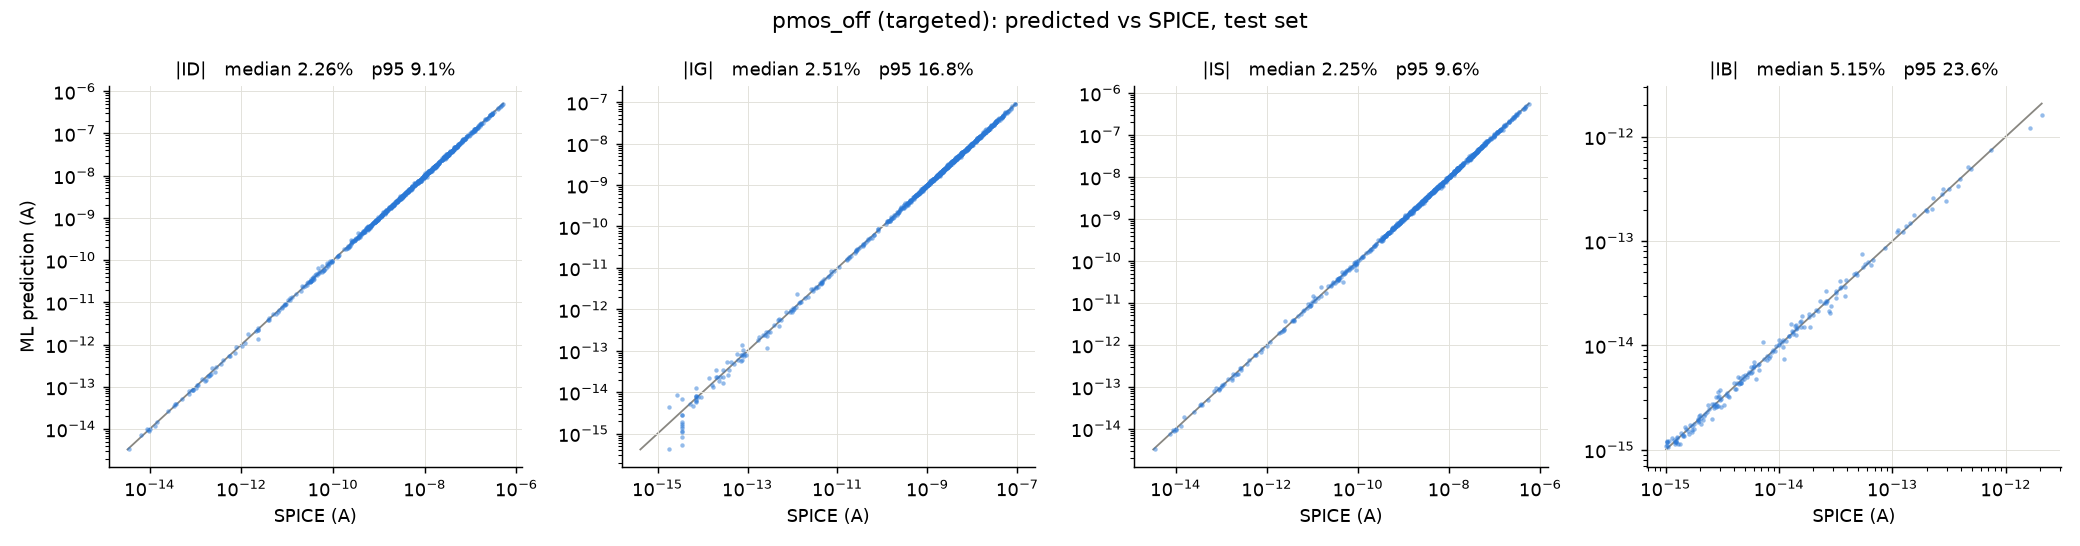 pmos_off (targeted): predicted vs SPICE, test set
|ID|   median 2.26%   p95 9.1%
|IG|   median 2.51%   p95 16.8%
|IS|   median 2.25%   p95 9.6%
|IB|   median 5.15%   p95 23.6%
ML prediction (A)
10⁻⁶
10⁻⁷
10⁻⁸
10⁻⁹
10⁻¹⁰
10⁻¹¹
10⁻¹²
10⁻¹³
10⁻¹⁴
10⁻¹⁴ 10⁻¹² 10⁻¹⁰ 10⁻⁸ 10⁻⁶
SPICE (A)
10⁻⁷
10⁻⁸
10⁻⁹
10⁻¹⁰
10⁻¹¹
10⁻¹²
10⁻¹³
10⁻¹⁴
10⁻¹⁵
10⁻¹⁵ 10⁻¹³ 10⁻¹¹ 10⁻⁹ 10⁻⁷
SPICE (A)
10⁻⁶
10⁻⁷
10⁻⁸
10⁻⁹
10⁻¹⁰
10⁻¹¹
10⁻¹²
10⁻¹³
10⁻¹⁴
10⁻¹⁴ 10⁻¹² 10⁻¹⁰ 10⁻⁸ 10⁻⁶
SPICE (A)
10⁻¹²
10⁻¹³
10⁻¹⁴
10⁻¹⁵
10⁻¹⁵ 10⁻¹⁴ 10⁻¹³ 10⁻¹²
SPICE (A)